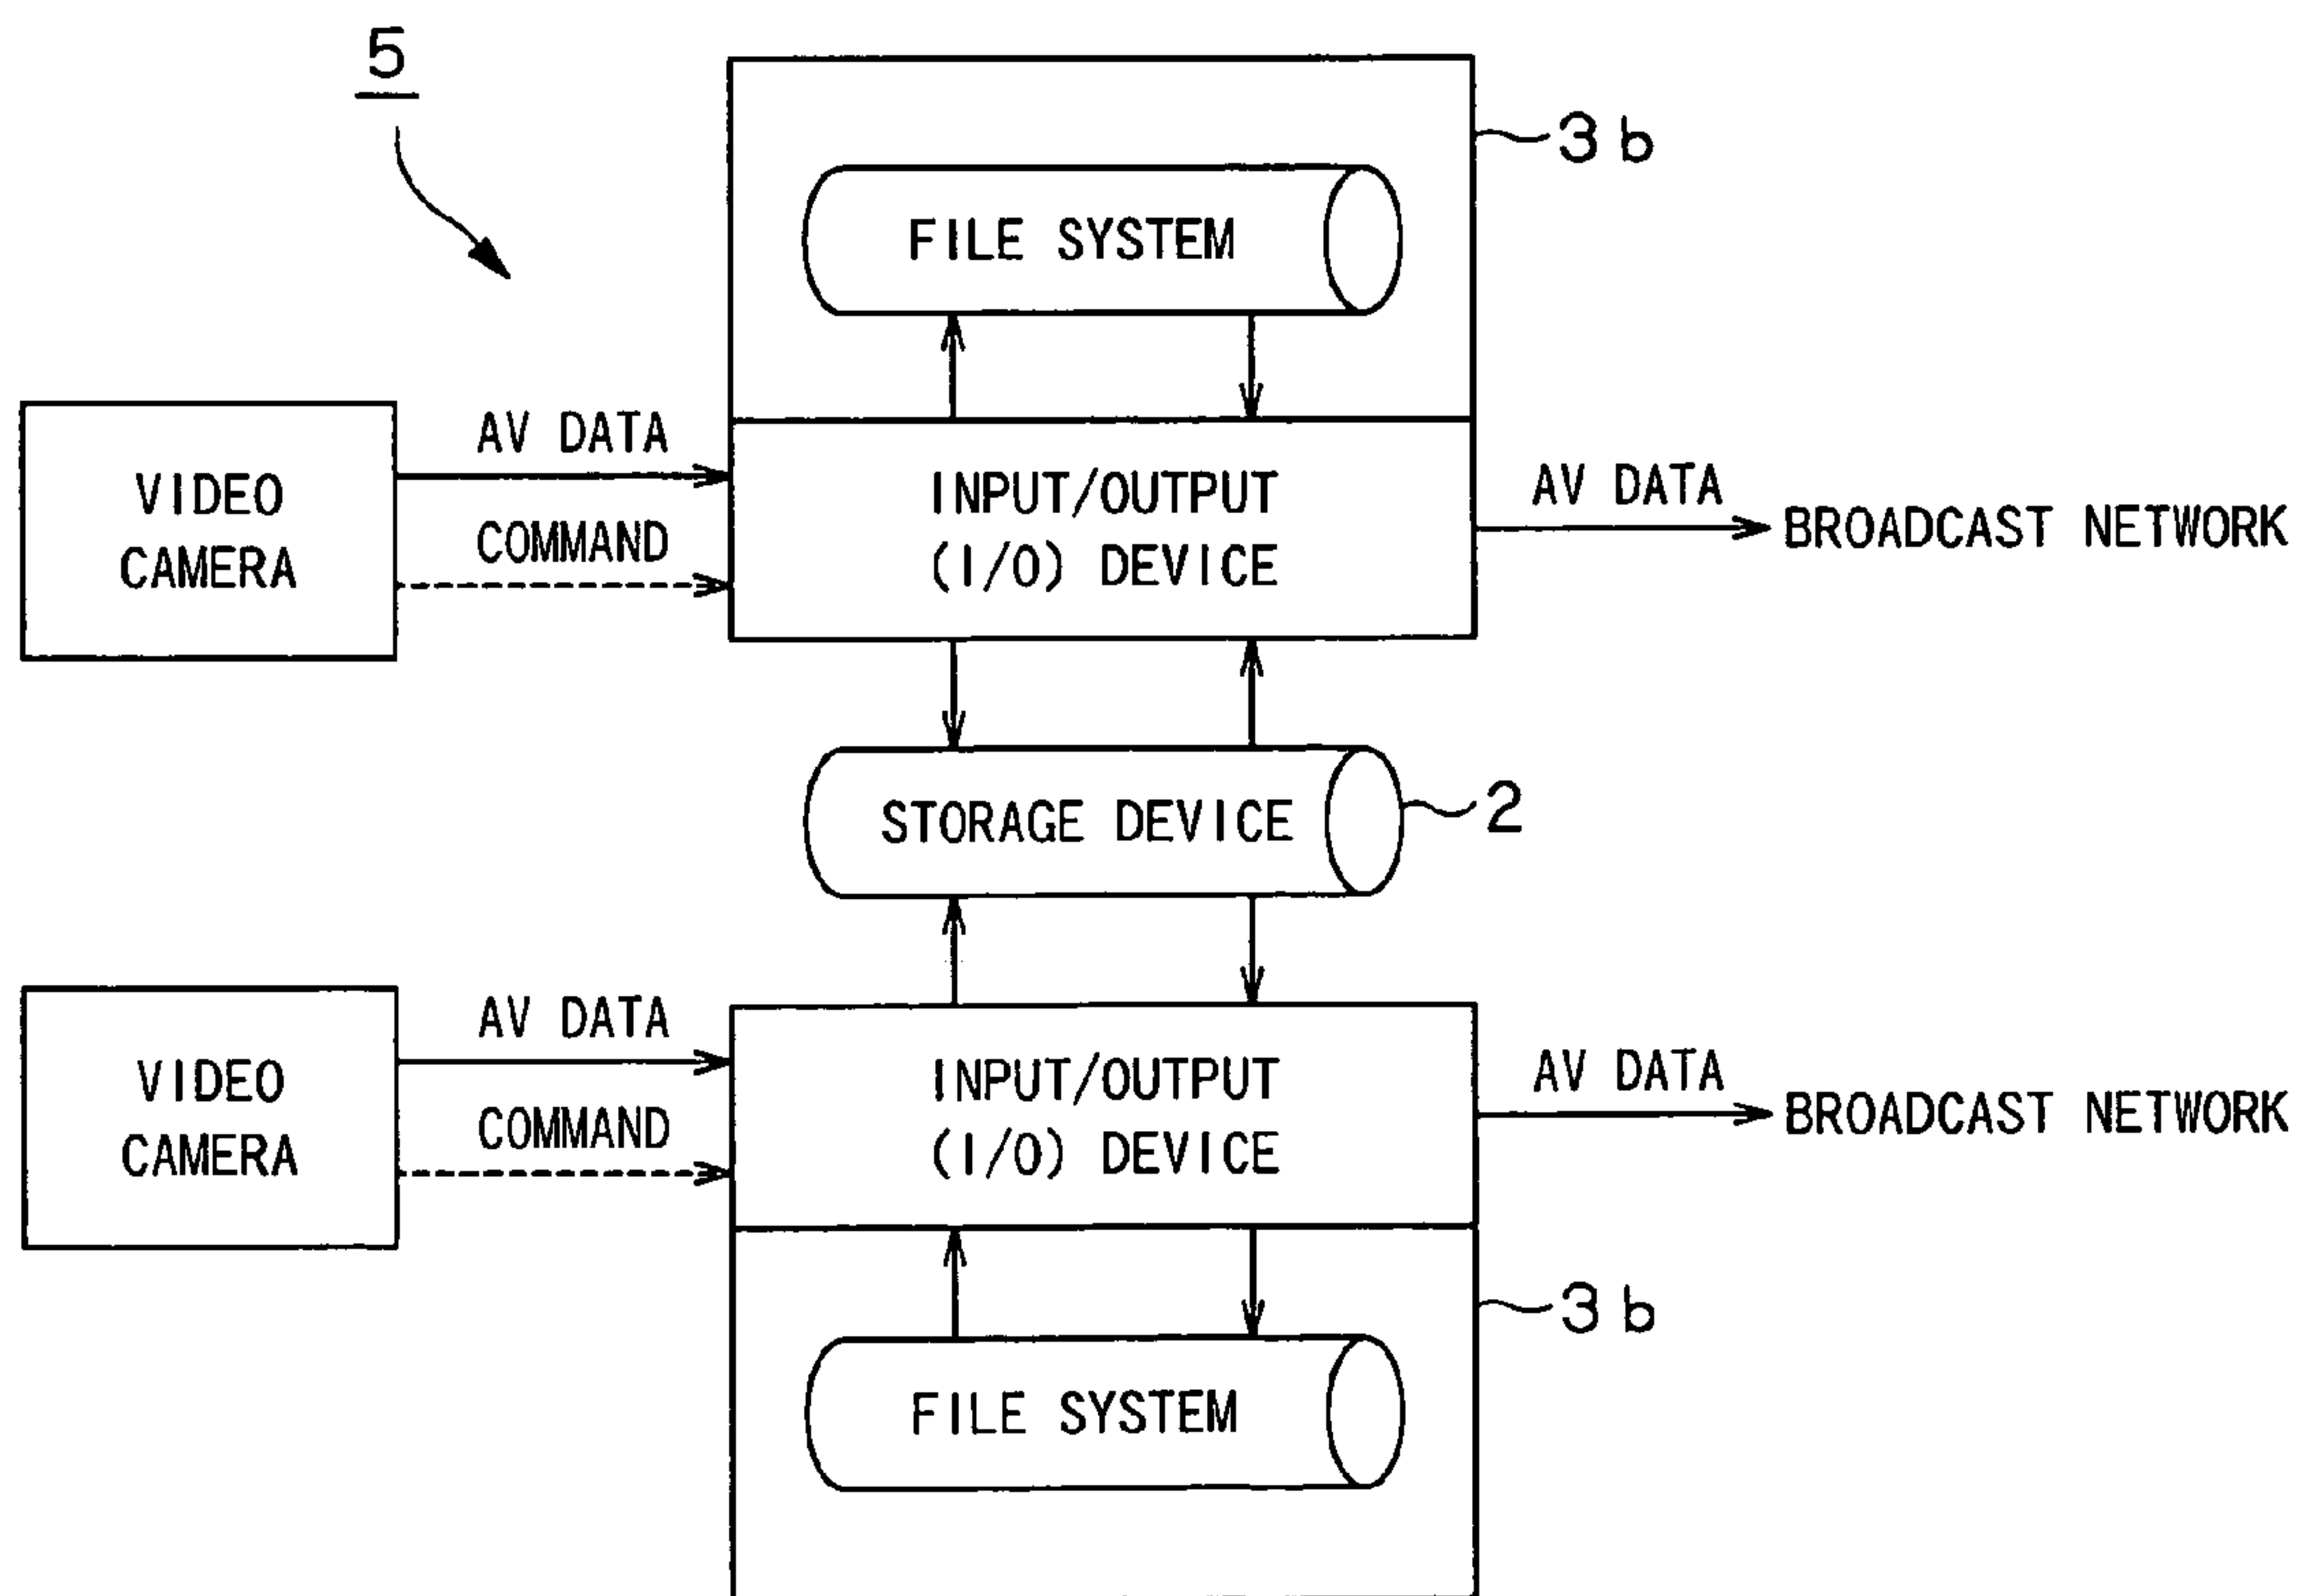 5
3b
FILE SYSTEM
AV DATA
VIDEO
CAMERA
COMMAND
INPUT/OUTPUT
(I/O) DEVICE
AV DATA
BROADCAST NETWORK
STORAGE DEVICE
2
AV DATA
VIDEO
CAMERA
COMMAND
INPUT/OUTPUT
(I/O) DEVICE
AV DATA
BROADCAST NETWORK
3b
FILE SYSTEM